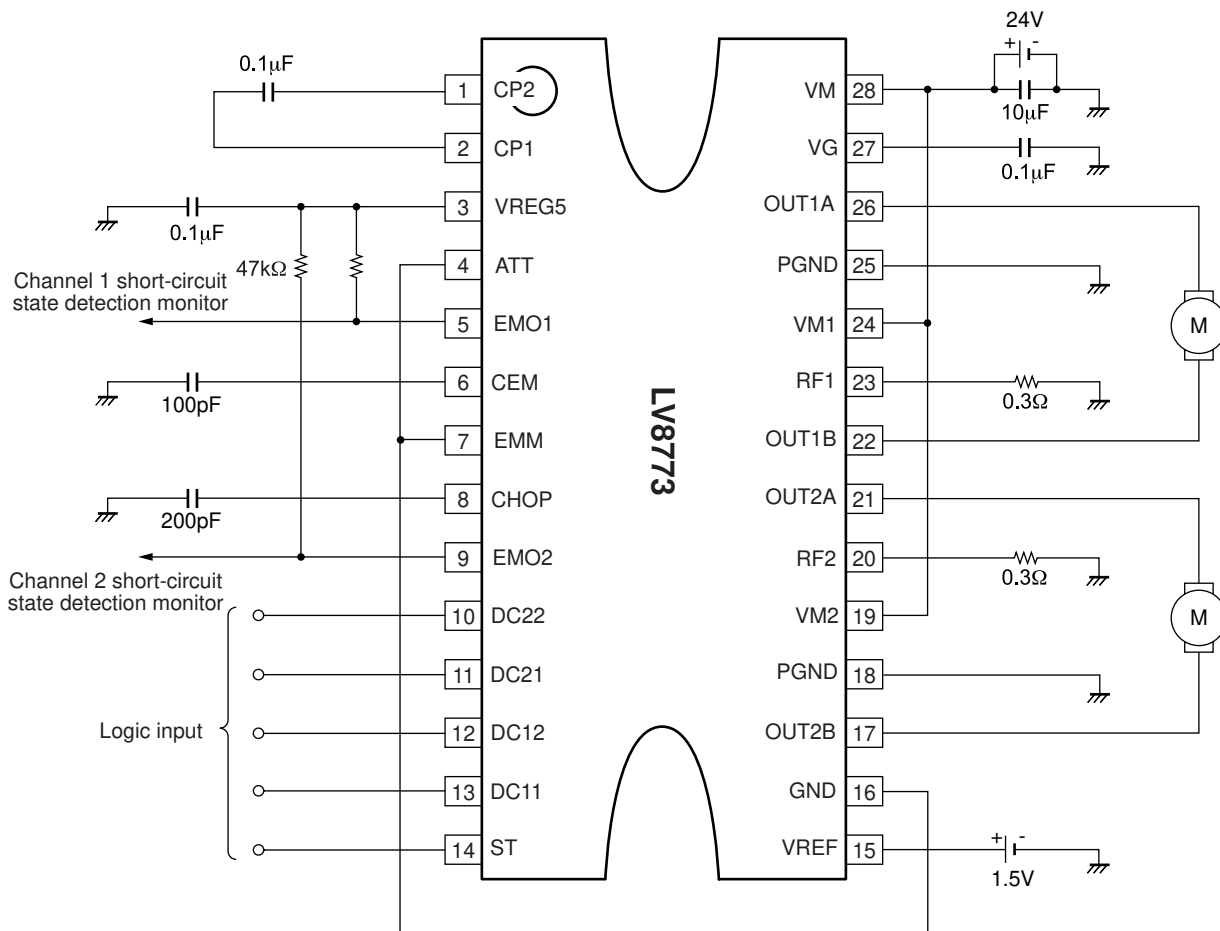 24V
+ -
0.1µF
1 CP2
VM 28
10µF
2 CP1
VG 27
0.1µF
3 VREG5
OUT1A 26
0.1µF
47kΩ
4 ATT
PGND 25
Channel 1 short-circuit
state detection monitor
5 EMO1
VM1 24
M
6 CEM
RF1 23
100pF
0.3Ω
7 EMM
OUT1B 22
LV8773
8 CHOP
OUT2A 21
200pF
9 EMO2
RF2 20
0.3Ω
Channel 2 short-circuit
state detection monitor
10 DC22
VM2 19
M
11 DC21
PGND 18
Logic input
12 DC12
OUT2B 17
13 DC11
GND 16
14 ST
VREF 15
+ -
1.5V